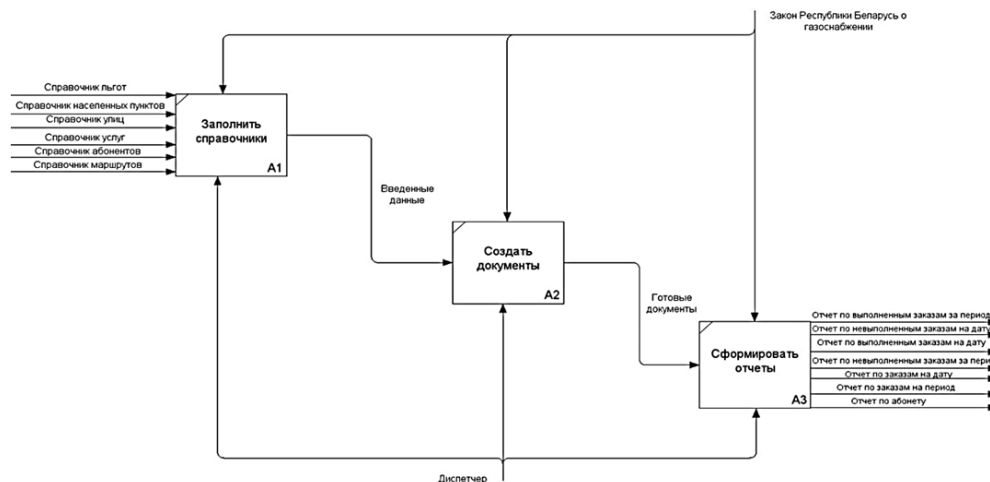 Закон Республики Беларусь о
газоснабжении
Справочник льгот
Справочник населенных пунктов
Справочник улиц
Справочник услуг
Справочник абонентов
Справочник маршрутов
Заполнить
справочники
A1
Введенные
данные
Создать
документы
A2
Готовые
документы
Сформировать
отчеты
A3
Отчет по выполненным заказам за период
Отчет по невыполненным заказам на дату
Отчет по выполненным заказам на дату
Отчет по невыполненным заказам за пери
Отчет по заказам на дату
Отчет по заказам на период
Отчет по абонету
Диспетчер